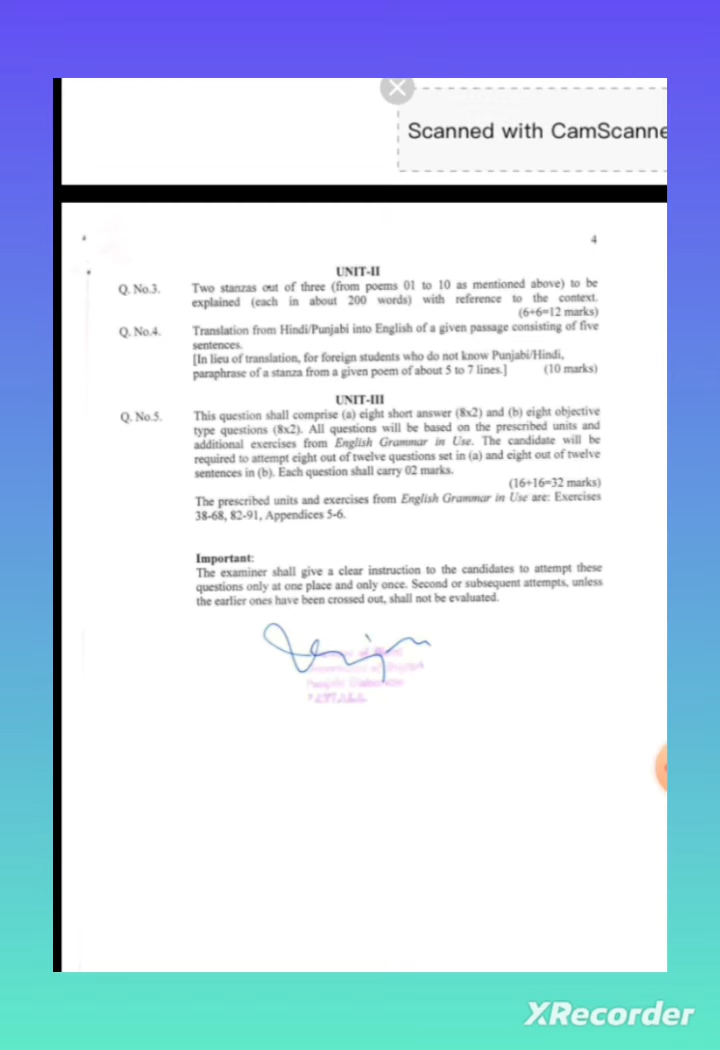 Scanned with CamScanne
4
UNIT-II
Q. No.3. Two stanzas out of three (from poems 01 to 10 as mentioned above) to be
explained (each in about 200 words) with reference to the context.
(6+6=12 marks)
Q. No.4. Translation from Hindi/Punjabi into English of a given passage consisting of five
sentences.
[In lieu of translation, for foreign students who do not know Punjabi/Hindi,
paraphrase of a stanza from a given poem of about 5 to 7 lines.] (10 marks)
UNIT-III
Q. No.5. This question shall comprise (a) eight short answer (8x2) and (b) eight objective
type questions (8x2). All questions will be based on the prescribed units and
additional exercises from English Grammar in Use. The candidate will be
required to attempt eight out of twelve questions set in (a) and eight out of twelve
sentences in (b). Each question shall carry 02 marks.
(16+16=32 marks)
The prescribed units and exercises from English Grammar in Use are: Exercises
38-68, 82-91, Appendices 5-6.
Important:
The examiner shall give a clear instruction to the candidates to attempt these
questions only at one place and only once. Second or subsequent attempts, unless
the earlier ones have been crossed out, shall not be evaluated.
PATIALA
XRecorder